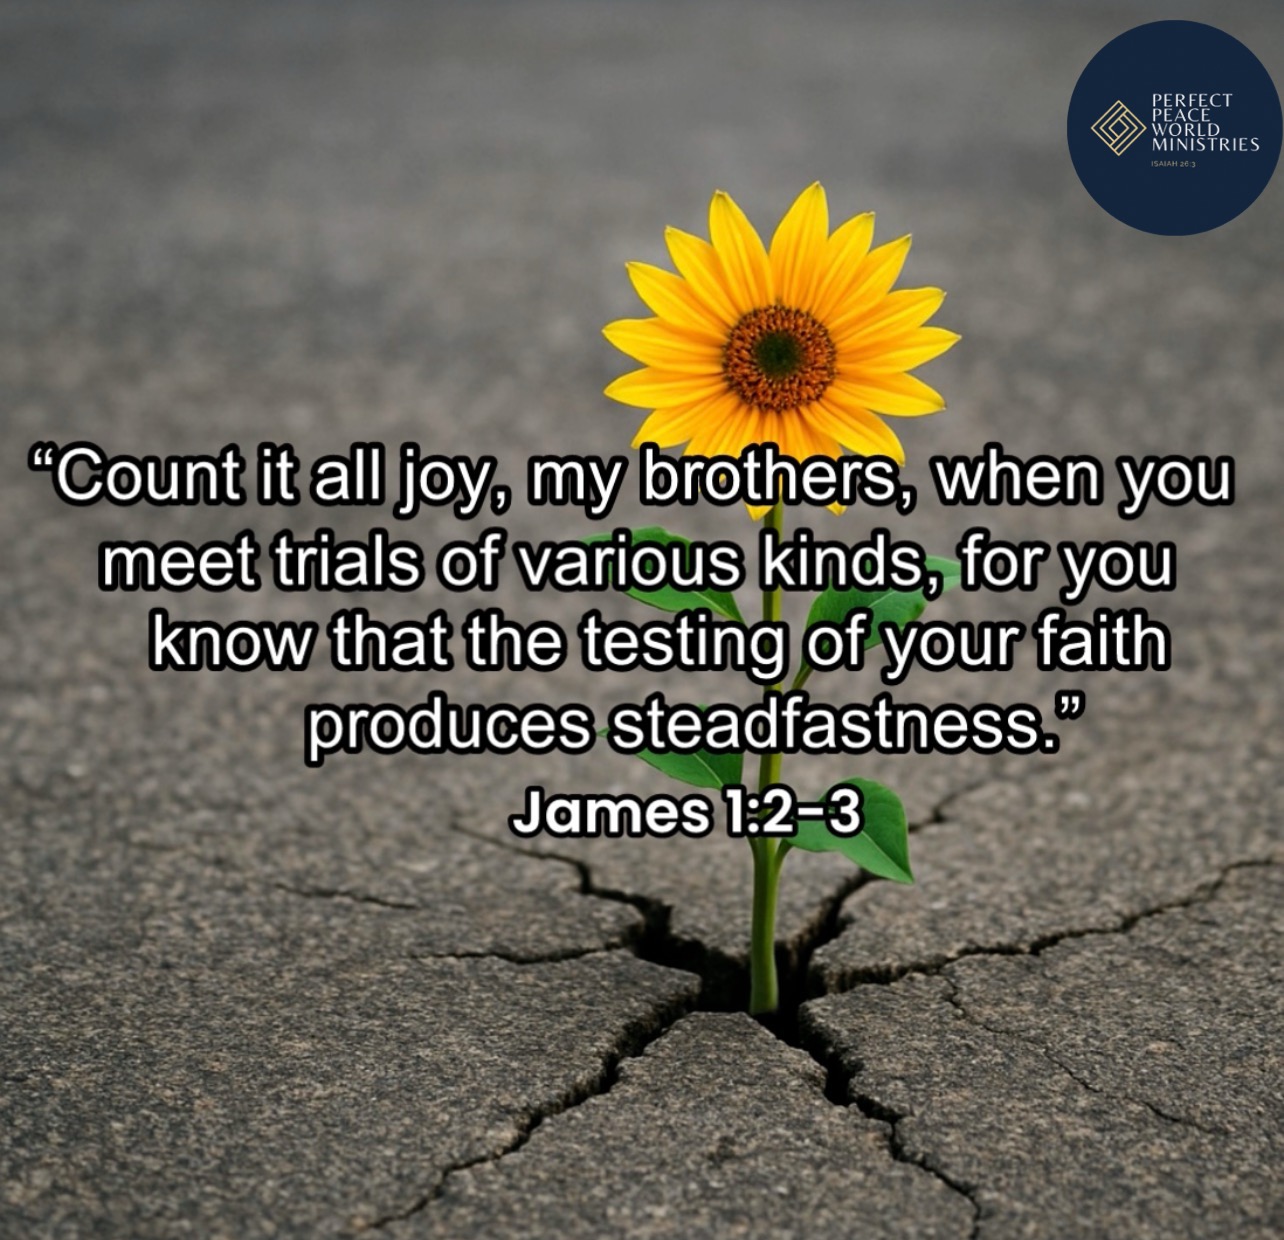 PERFECT
PEACE
WORLD
MINISTRIES
ISAIAH 26:3
“Count it all joy, my brothers, when you
meet trials of various kinds, for you
know that the testing of your faith
produces steadfastness.”
James 1:2-3